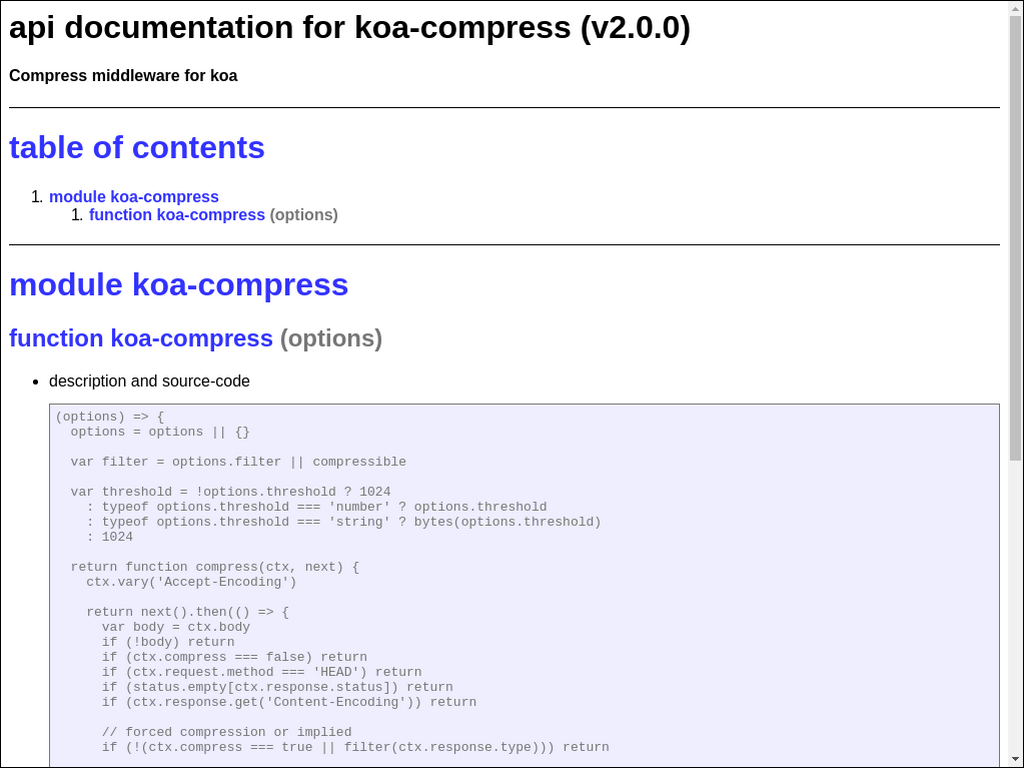 api documentation for koa-compress (v2.0.0)
Compress middleware for koa
table of contents
1. module koa-compress
1. function koa-compress (options)
module koa-compress
function koa-compress (options)
• description and source-code
(options) => {
  options = options || {}
  var filter = options.filter || compressible
  var threshold = !options.threshold ? 1024
    : typeof options.threshold === 'number' ? options.threshold
    : typeof options.threshold === 'string' ? bytes(options.threshold)
    : 1024
  return function compress(ctx, next) {
    ctx.vary('Accept-Encoding')
    return next().then(() => {
      var body = ctx.body
      if (!body) return
      if (ctx.compress === false) return
      if (ctx.request.method === 'HEAD') return
      if (status.empty[ctx.response.status]) return
      if (ctx.response.get('Content-Encoding')) return
      // forced compression or implied
      if (!(ctx.compress === true || filter(ctx.response.type))) return